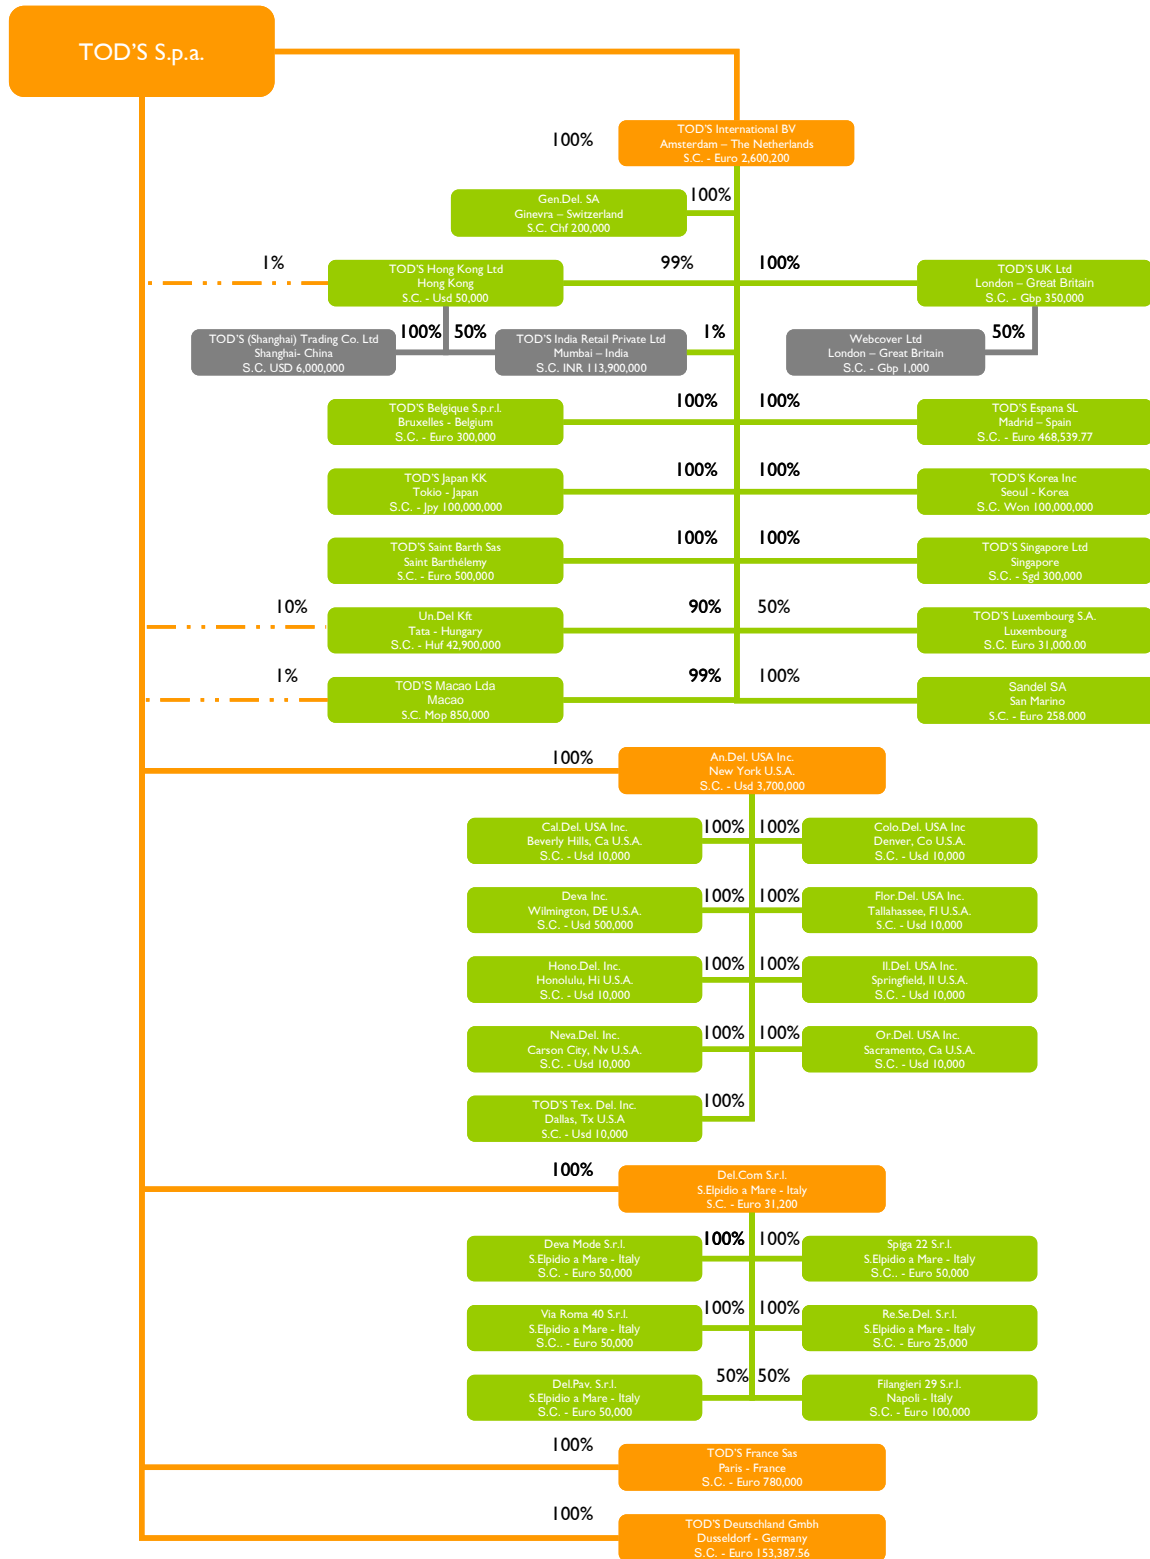 TOD'S S.p.a.
100%
TOD'S International BV
Amsterdam – The Netherlands
S.C. - Euro 2,600,200
100%
Gen.Del. SA
Ginevra – Switzerland
S.C. Chf 200,000
1%
TOD'S Hong Kong Ltd
Hong Kong
S.C. - Usd 50,000
99%
100%
TOD'S UK Ltd
London – Great Britain
S.C. - Gbp 350,000
TOD'S (Shanghai) Trading Co. Ltd
Shanghai- China
S.C. USD 6,000,000
100%
50%
TOD'S India Retail Private Ltd
Mumbai – India
S.C. INR 113,900,000
1%
Webcover Ltd
London – Great Britain
S.C. - Gbp 1,000
50%
TOD'S Belgique S.p.r.l.
Bruxelles - Belgium
S.C. - Euro 300,000
100%
100%
TOD'S Espana SL
Madrid – Spain
S.C. - Euro 468,539.77
TOD'S Japan KK
Tokio - Japan
S.C. - Jpy 100,000,000
100%
100%
TOD'S Korea Inc
Seoul - Korea
S.C. Won 100,000,000
TOD'S Saint Barth Sas
Saint Barthélemy
S.C. - Euro 500,000
100%
100%
TOD'S Singapore Ltd
Singapore
S.C. - Sgd 300,000
10%
Un.Del Kft
Tata - Hungary
S.C. - Huf 42,900,000
90%
50%
TOD'S Luxembourg S.A.
Luxembourg
S.C. Euro 31,000.00
1%
TOD'S Macao Lda
Macao
S.C. Mop 850,000
99%
100%
Sandel SA
San Marino
S.C. - Euro 258.000
100%
An.Del. USA Inc.
New York U.S.A.
S.C. - Usd 3,700,000
Cal.Del. USA Inc.
Beverly Hills, Ca U.S.A.
S.C. - Usd 10,000
100%
100%
Colo.Del. USA Inc
Denver, Co U.S.A.
S.C. - Usd 10,000
Deva Inc.
Wilmington, DE U.S.A.
S.C. - Usd 500,000
100%
100%
Flor.Del. USA Inc.
Tallahassee, Fl U.S.A.
S.C. - Usd 10,000
Hono.Del. Inc.
Honolulu, Hi U.S.A.
S.C. - Usd 10,000
100%
100%
Il.Del. USA Inc.
Springfield, Il U.S.A.
S.C. - Usd 10,000
Neva.Del. Inc.
Carson City, Nv U.S.A.
S.C. - Usd 10,000
100%
100%
Or.Del. USA Inc.
Sacramento, Ca U.S.A.
S.C. - Usd 10,000
TOD'S Tex. Del. Inc.
Dallas, Tx U.S.A
S.C. - Usd 10,000
100%
100%
Del.Com S.r.l.
S.Elpidio a Mare - Italy
S.C. - Euro 31,200
Deva Mode S.r.l.
S.Elpidio a Mare - Italy
S.C. - Euro 50,000
100%
100%
Spiga 22 S.r.l.
S.Elpidio a Mare - Italy
S.C.. - Euro 50,000
Via Roma 40 S.r.l.
S.Elpidio a Mare - Italy
S.C.. - Euro 50,000
100%
100%
Re.Se.Del. S.r.l.
S.Elpidio a Mare - Italy
S.C. - Euro 25,000
Del.Pav. S.r.l.
S.Elpidio a Mare - Italy
S.C. - Euro 50,000
50%
50%
Filangieri 29 S.r.l.
Napoli - Italy
S.C. - Euro 100,000
100%
TOD'S France Sas
Paris - France
S.C. - Euro 780,000
100%
TOD'S Deutschland Gmbh
Dusseldorf - Germany
S.C. - Euro 153,387.56